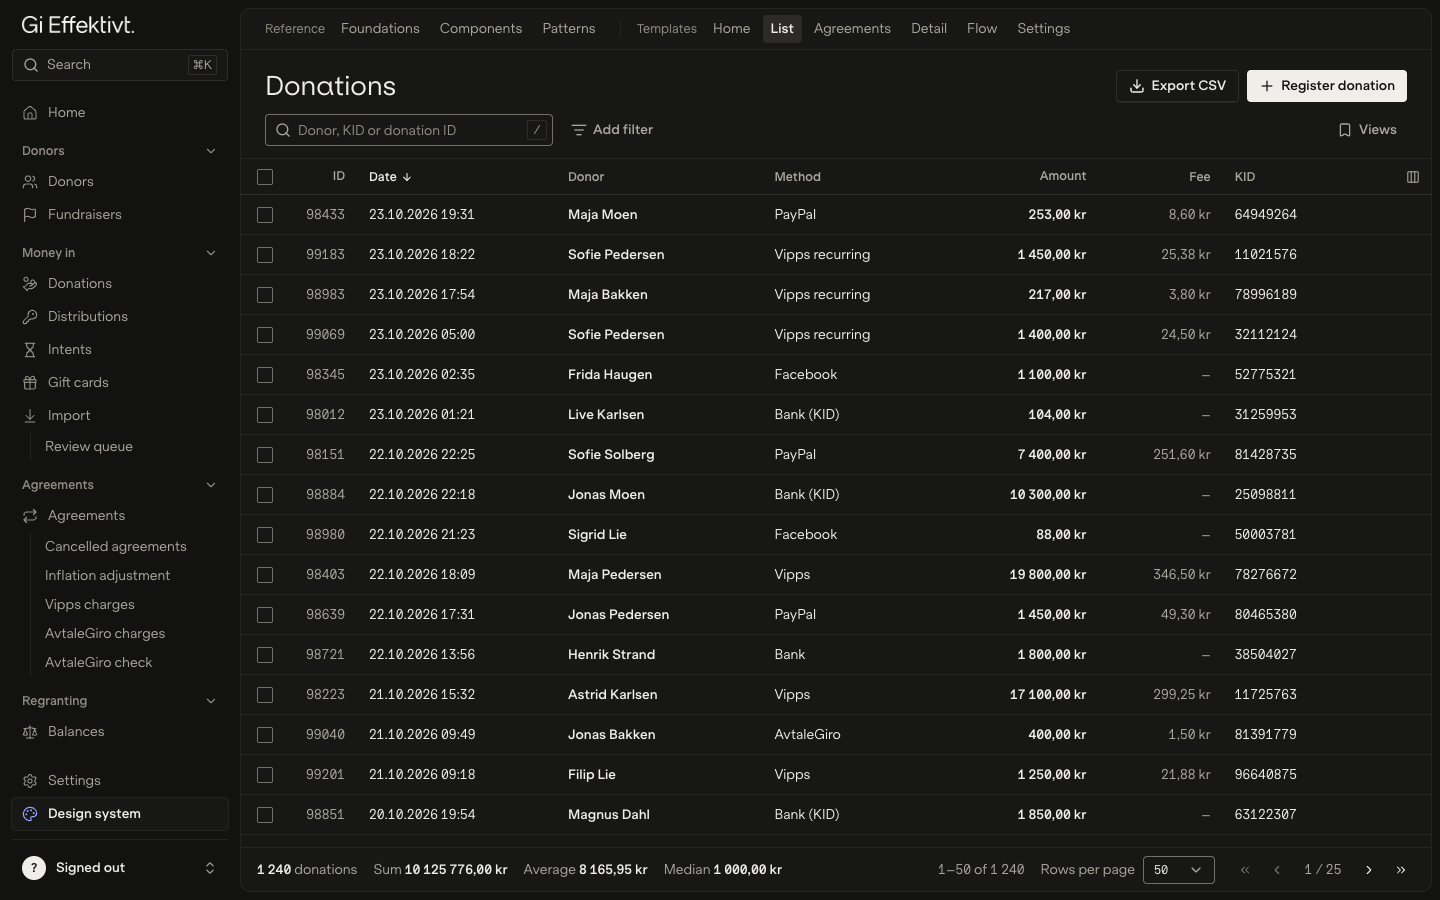 Gi Effektivt.
Search ⌘K
Home
Donors
Donors
Fundraisers
Money in
Donations
Distributions
Intents
Gift cards
Import
Review queue
Agreements
Agreements
Cancelled agreements
Inflation adjustment
Vipps charges
AvtaleGiro charges
AvtaleGiro check
Regranting
Balances
Settings
Design system
? Signed out
Reference Foundations Components Patterns Templates Home List Agreements Detail Flow Settings
Donations
Export CSV + Register donation
Donor, KID or donation ID / Add filter Views
ID Date ↓ Donor Method Amount Fee KID
98433 23.10.2026 19:31 Maja Moen PayPal 253,00 kr 8,60 kr 64949264
99183 23.10.2026 18:22 Sofie Pedersen Vipps recurring 1 450,00 kr 25,38 kr 11021576
98983 23.10.2026 17:54 Maja Bakken Vipps recurring 217,00 kr 3,80 kr 78996189
99069 23.10.2026 05:00 Sofie Pedersen Vipps recurring 1 400,00 kr 24,50 kr 32112124
98345 23.10.2026 02:35 Frida Haugen Facebook 1 100,00 kr – 52775321
98012 23.10.2026 01:21 Live Karlsen Bank (KID) 104,00 kr – 31259953
98151 22.10.2026 22:25 Sofie Solberg PayPal 7 400,00 kr 251,60 kr 81428735
98884 22.10.2026 22:18 Jonas Moen Bank (KID) 10 300,00 kr – 25098811
98980 22.10.2026 21:23 Sigrid Lie Facebook 88,00 kr – 50003781
98403 22.10.2026 18:09 Maja Pedersen Vipps 19 800,00 kr 346,50 kr 78276672
98639 22.10.2026 17:31 Jonas Pedersen PayPal 1 450,00 kr 49,30 kr 80465380
98721 22.10.2026 13:56 Henrik Strand Bank 1 800,00 kr – 38504027
98223 21.10.2026 15:32 Astrid Karlsen Vipps 17 100,00 kr 299,25 kr 11725763
99040 21.10.2026 09:49 Jonas Bakken AvtaleGiro 400,00 kr 1,50 kr 81391779
99201 21.10.2026 09:18 Filip Lie Vipps 1 250,00 kr 21,88 kr 96640875
98851 20.10.2026 19:54 Magnus Dahl Bank (KID) 1 850,00 kr – 63122307
1 240 donations Sum 10 125 776,00 kr Average 8 165,95 kr Median 1 000,00 kr 1–50 of 1 240 Rows per page 50 « ‹ 1 / 25 › »